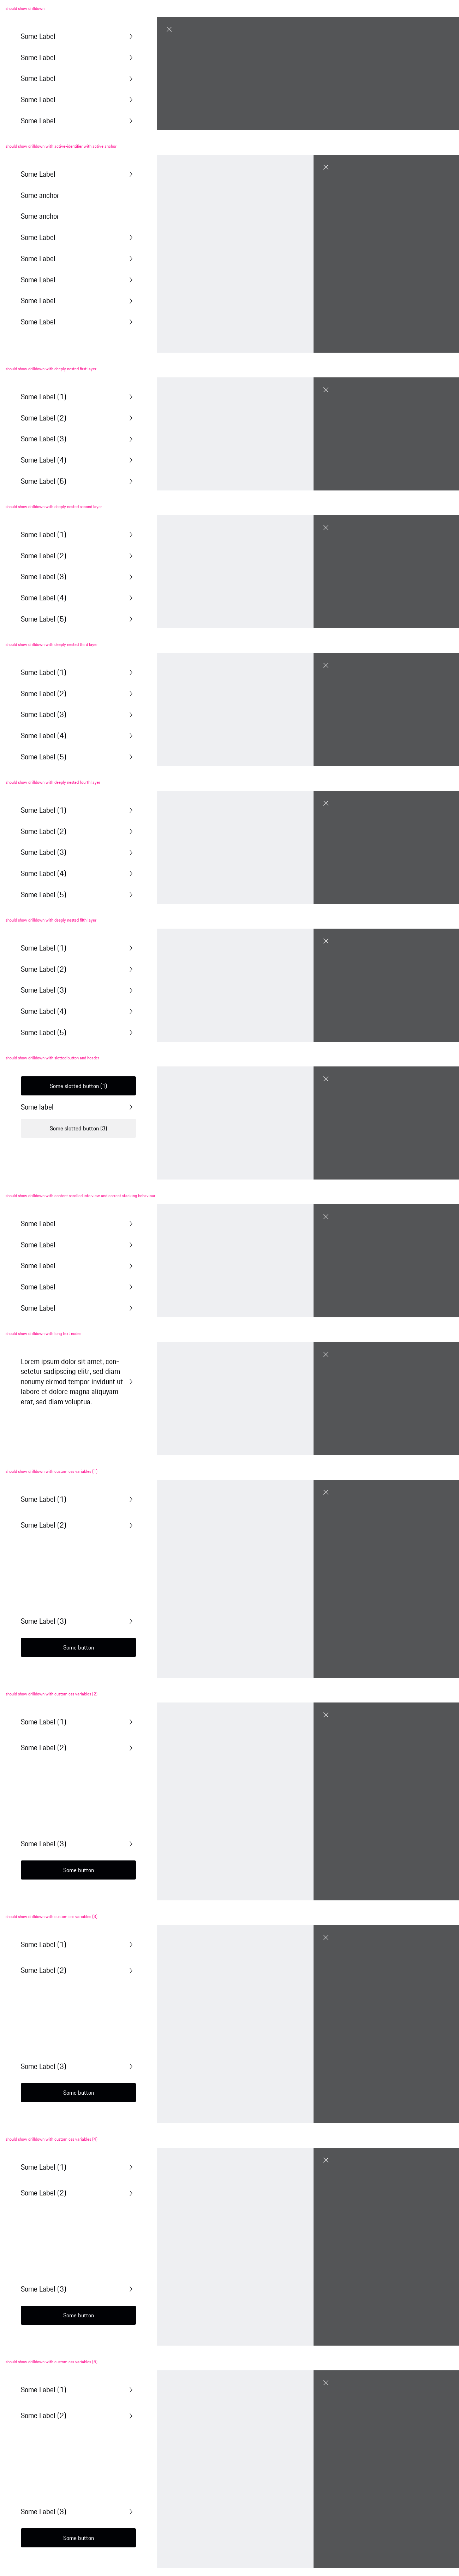 should show drilldown
Some Label
Some Label
Some Label
Some Label
Some Label
should show drilldown with active identifier with active anchor
Some Label
Some anchor
Some anchor
Some Label
Some Label
Some Label
Some Label
Some Label
should show drilldown with deeply nested first layer
Some Label (1)
Some Label (2)
Some Label (3)
Some Label (4)
Some Label (5)
should show drilldown with deeply nested second layer
Some Label (1)
Some Label (2)
Some Label (3)
Some Label (4)
Some Label (5)
should show drilldown with deeply nested third layer
Some Label (1)
Some Label (2)
Some Label (3)
Some Label (4)
Some Label (5)
should show drilldown with deeply nested fourth layer
Some Label (1)
Some Label (2)
Some Label (3)
Some Label (4)
Some Label (5)
should show drilldown with deeply nested fifth layer
Some Label (1)
Some Label (2)
Some Label (3)
Some Label (4)
Some Label (5)
should show drilldown with slotted button and header
Some slotted button (1)
Some label
Some slotted button (3)
should show drilldown with content scrolled into view and correct stacking behaviour
Some Label
Some Label
Some Label
Some Label
Some Label
should show drilldown with long text nodes
Lorem ipsum dolor sit amet, con-
setetur sadipscing elitr, sed diam
nonumy eirmod tempor invidunt ut
labore et dolore magna aliquyam
erat, sed diam voluptua.
should show drilldown with custom css variables (1)
Some Label (1)
Some Label (2)
Some Label (3)
Some button
should show drilldown with custom css variables (2)
Some Label (1)
Some Label (2)
Some Label (3)
Some button
should show drilldown with custom css variables (3)
Some Label (1)
Some Label (2)
Some Label (3)
Some button
should show drilldown with custom css variables (4)
Some Label (1)
Some Label (2)
Some Label (3)
Some button
should show drilldown with custom css variables (5)
Some Label (1)
Some Label (2)
Some Label (3)
Some button